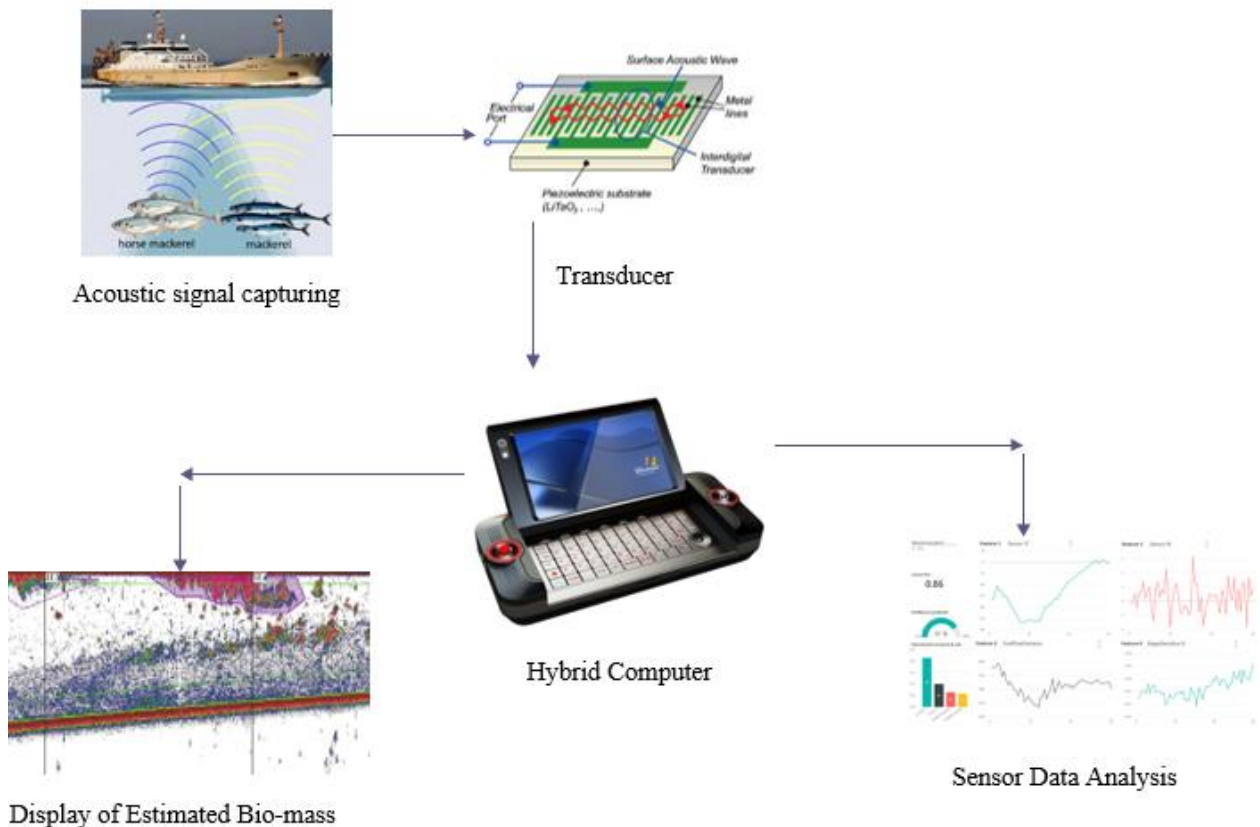 horse mackerel
mackerel
Acoustic signal capturing
Surface Acoustic Wave
Electrical
Port
Metal
lines
Interdigital
Transducer
Piezoelectric substrate
(LiTaO3, ....)
Transducer
Hybrid Computer
0.86
Display of Estimated Bio-mass
Sensor Data Analysis